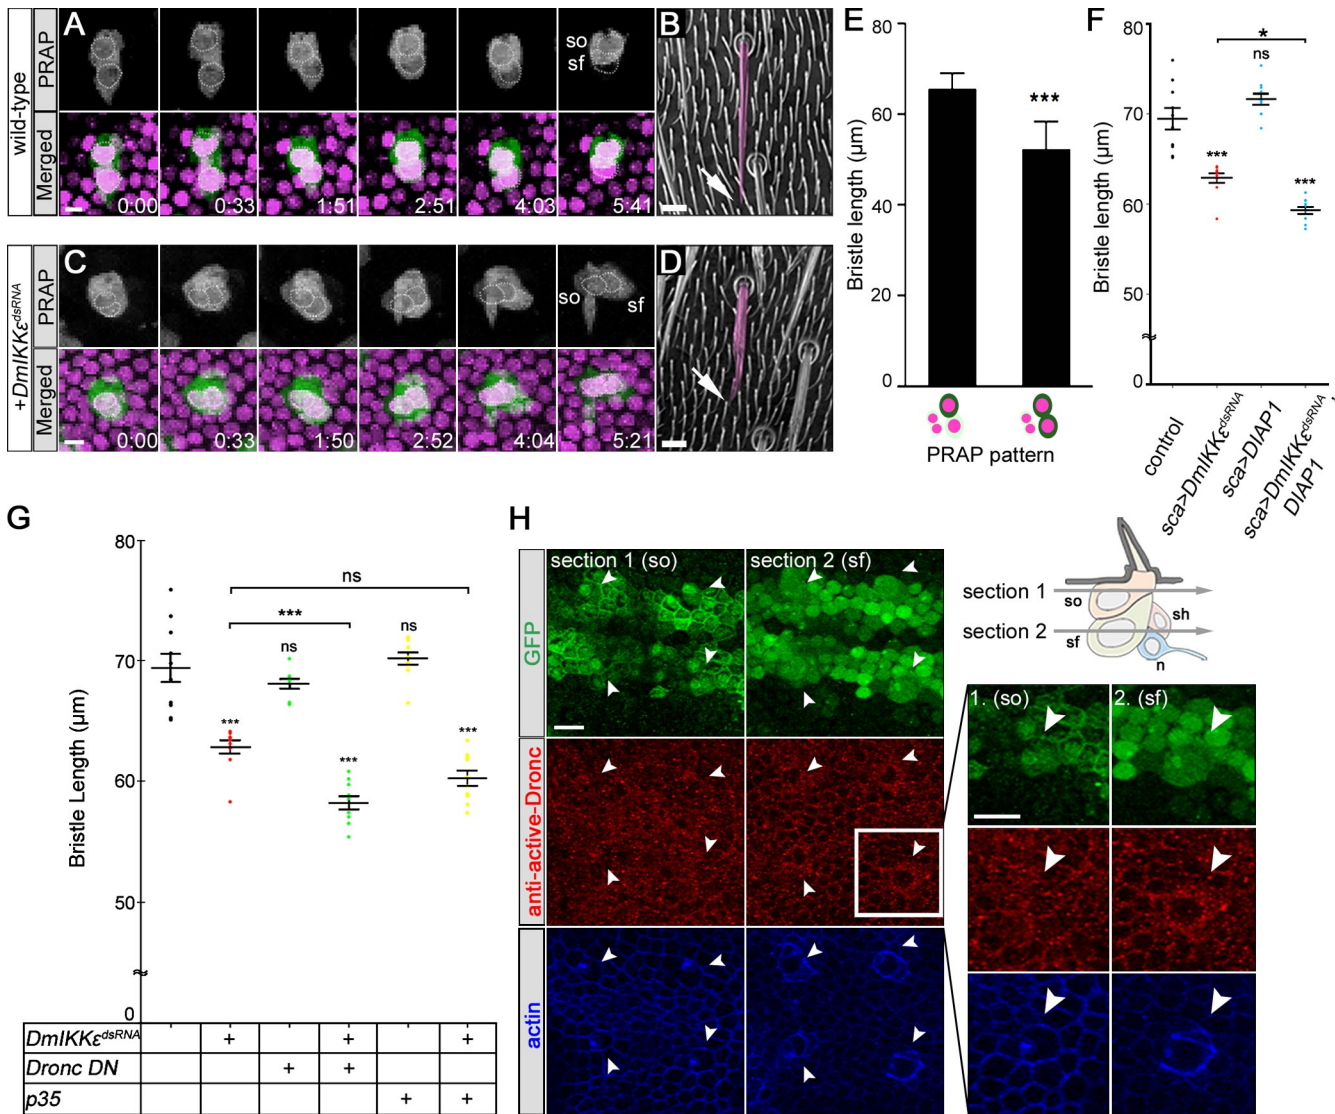 A
wild-type
PRAP
so
sf
Merged
0:00
0:33
1:51
2:51
4:03
5:41
B
C
+DmIKKε^dsRNA
PRAP
so
sf
Merged
0:00
0:33
1:50
2:52
4:04
5:21
D
E
Bristle length (µm)
80
60
40
20
0
***
PRAP pattern
F
Bristle length (µm)
80
70
60
50
0
*
ns
***
***
control
sca>DmIKKε^dsRNA
sca>DIAP1
sca>DmIKKε^dsRNA,
DIAP1
G
Bristle Length (µm)
80
70
60
50
0
ns
***
ns
ns
***
***
***
DmIKKε^dsRNA + + +
Dronc DN + +
p35 + +
H
section 1 (so)
section 2 (sf)
GFP
anti-active-Dronc
actin
section 1
so
sh
section 2
sf
n
1. (so)
2. (sf)